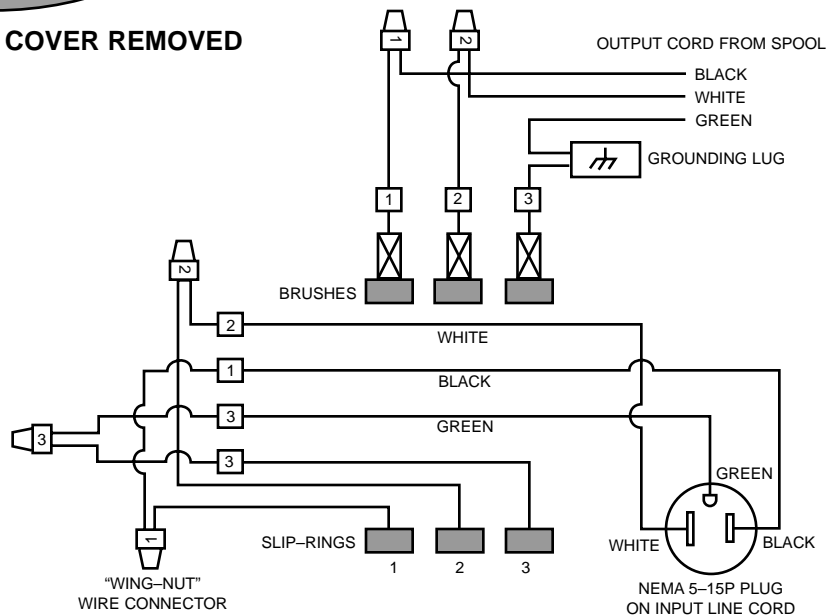 COVER REMOVED
1
2
OUTPUT CORD FROM SPOOL
BLACK
WHITE
GREEN
GROUNDING LUG
1
2
3
BRUSHES
2
2
WHITE
1
BLACK
3
GREEN
3
3
GREEN
1
SLIP–RINGS
1
2
3
WHITE
BLACK
"WING–NUT"
WIRE CONNECTOR
NEMA 5–15P PLUG
ON INPUT LINE CORD